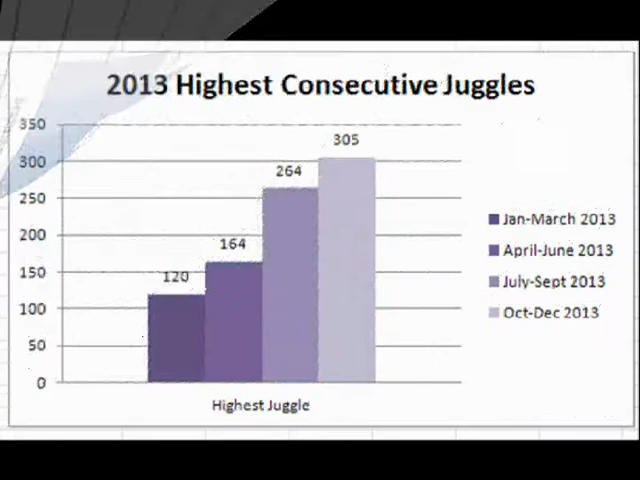 2013 Highest Consecutive Juggles
350
300
250
200
150
100
50
0
120
164
264
305
Highest Juggle
Jan-March 2013
April-June 2013
July-Sept 2013
Oct-Dec 2013